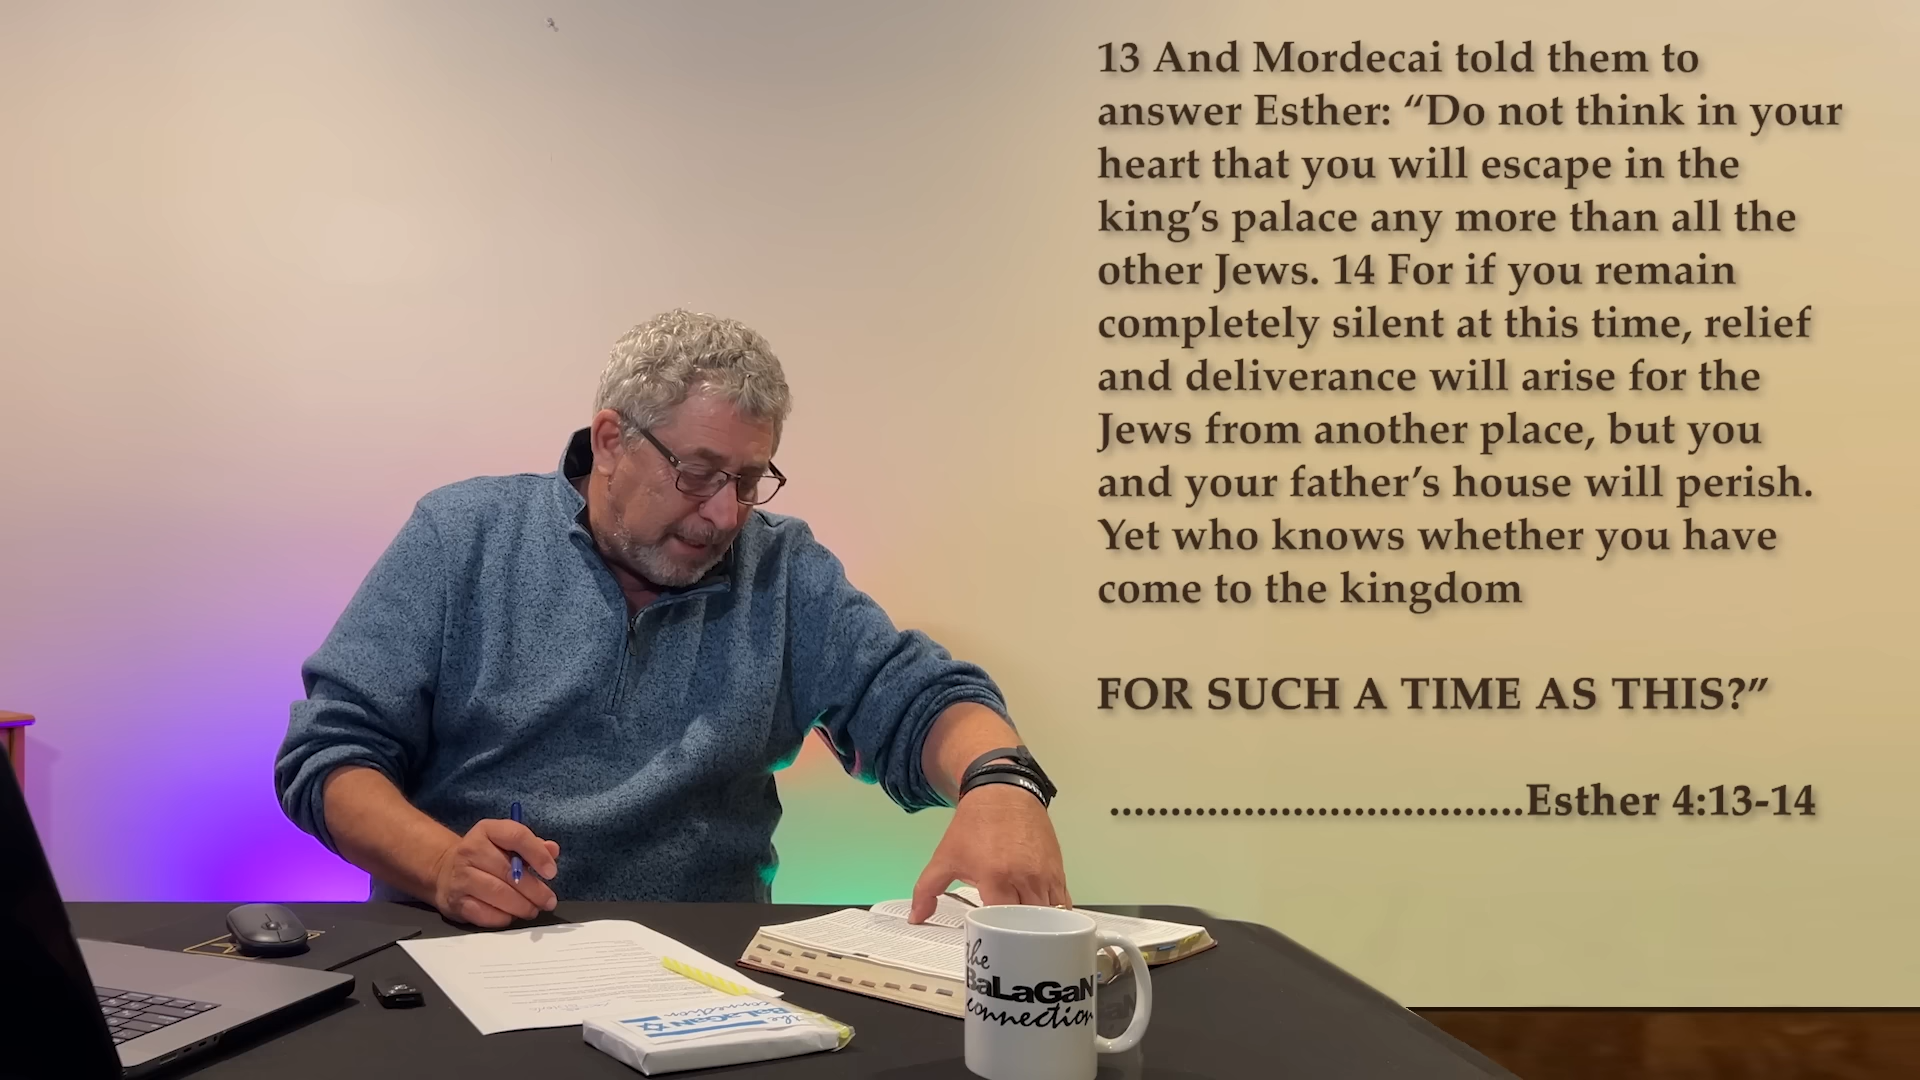 13 And Mordecai told them to
answer Esther: “Do not think in your
heart that you will escape in the
king’s palace any more than all the
other Jews. 14 For if you remain
completely silent at this time, relief
and deliverance will arise for the
Jews from another place, but you
and your father’s house will perish.
Yet who knows whether you have
come to the kingdom
FOR SUCH A TIME AS THIS?”
..................................Esther 4:13-14
the
BaLaGaN
connection
the
BaLaGaN
connection